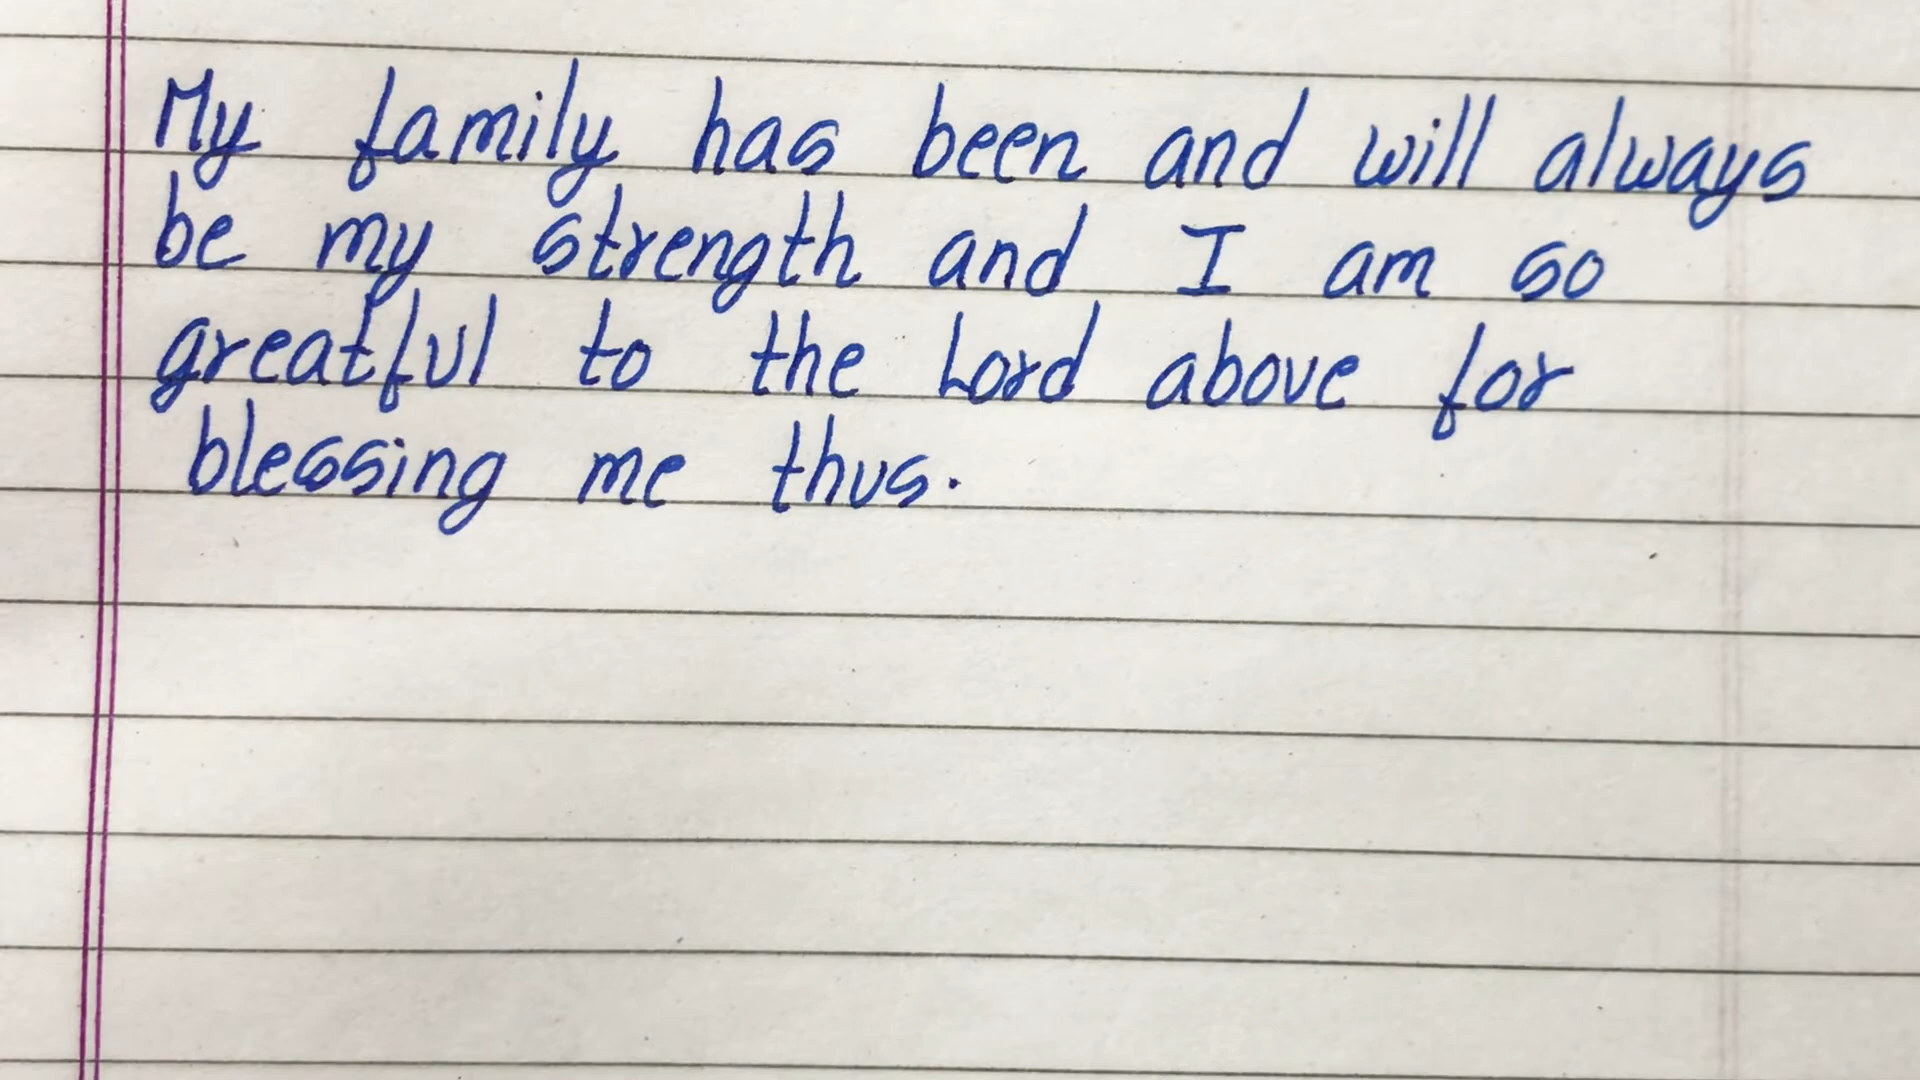 My family has been and will always
be my strength and I am so
greatful to the Lord above for
blessing me thus.